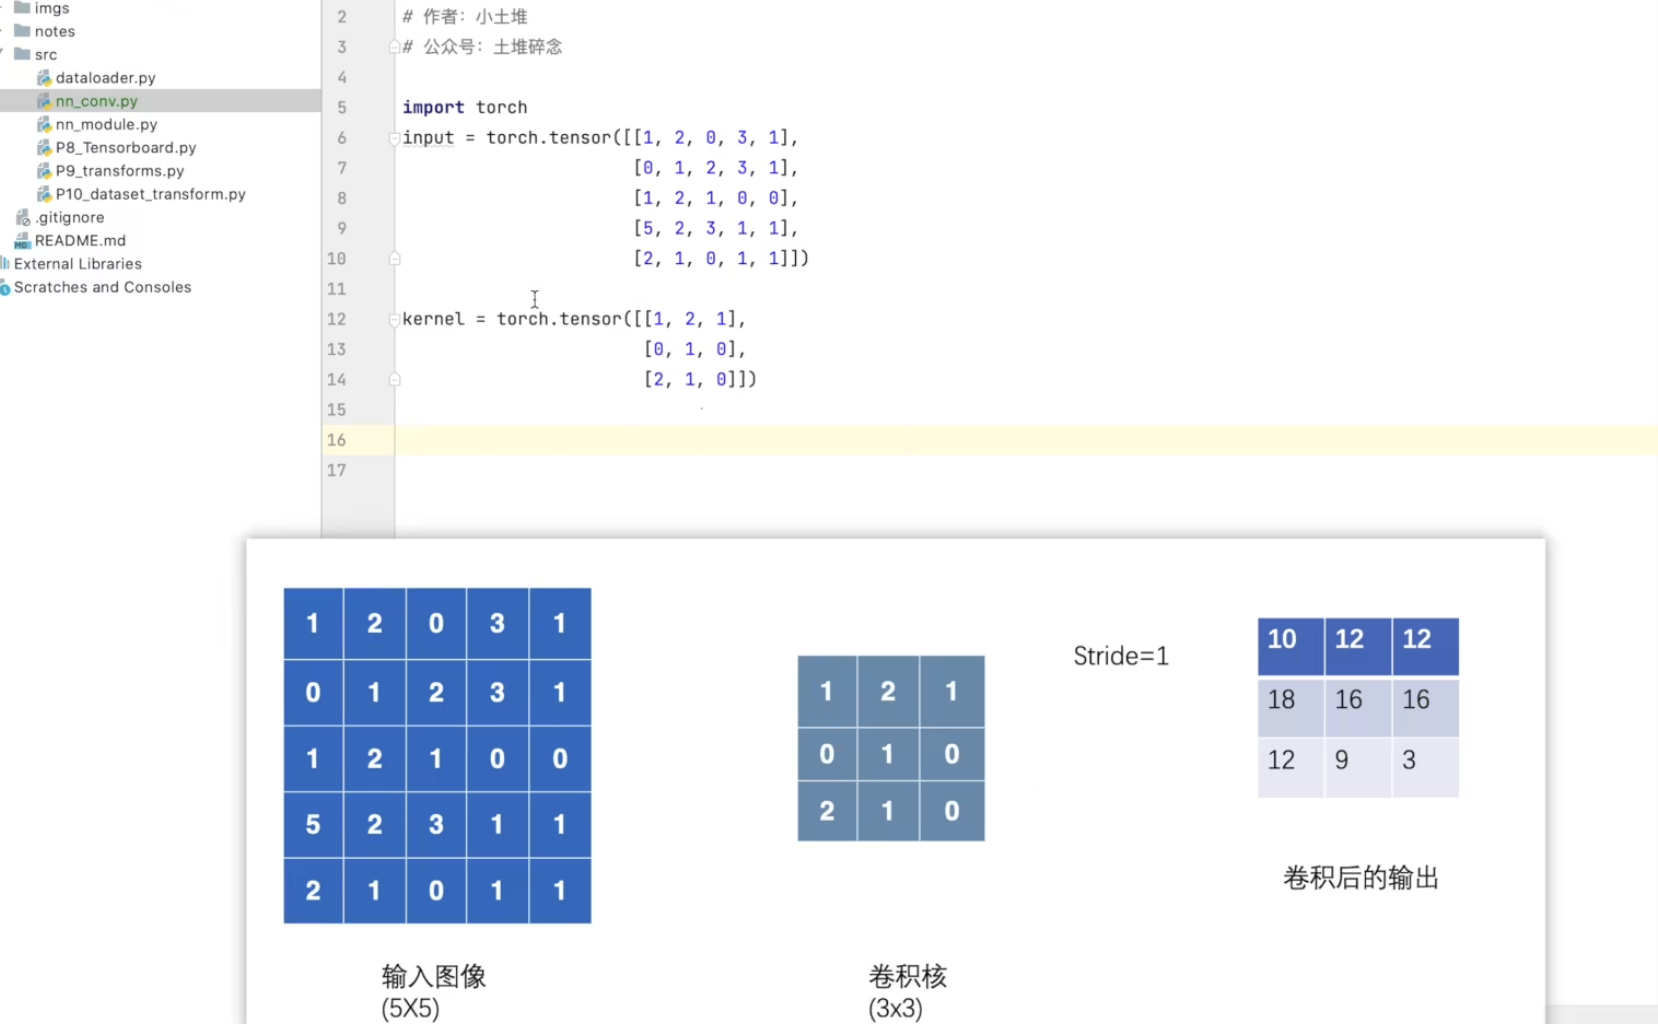 imgs
notes
src
dataloader.py
nn_conv.py
nn_module.py
P8_Tensorboard.py
P9_transforms.py
P10_dataset_transform.py
.gitignore
README.md
External Libraries
Scratches and Consoles
2 # 作者：小土堆
3 # 公众号：土堆碎念
4
5 import torch
6 input = torch.tensor([[1, 2, 0, 3, 1],
7 [0, 1, 2, 3, 1],
8 [1, 2, 1, 0, 0],
9 [5, 2, 3, 1, 1],
10 [2, 1, 0, 1, 1]])
11
12 kernel = torch.tensor([[1, 2, 1],
13 [0, 1, 0],
14 [2, 1, 0]])
15
16
17
1 2 0 3 1
0 1 2 3 1
1 2 1 0 0
5 2 3 1 1
2 1 0 1 1
输入图像
(5X5)
1 2 1
0 1 0
2 1 0
卷积核
(3x3)
Stride=1
10 12 12
18 16 16
12 9 3
卷积后的输出